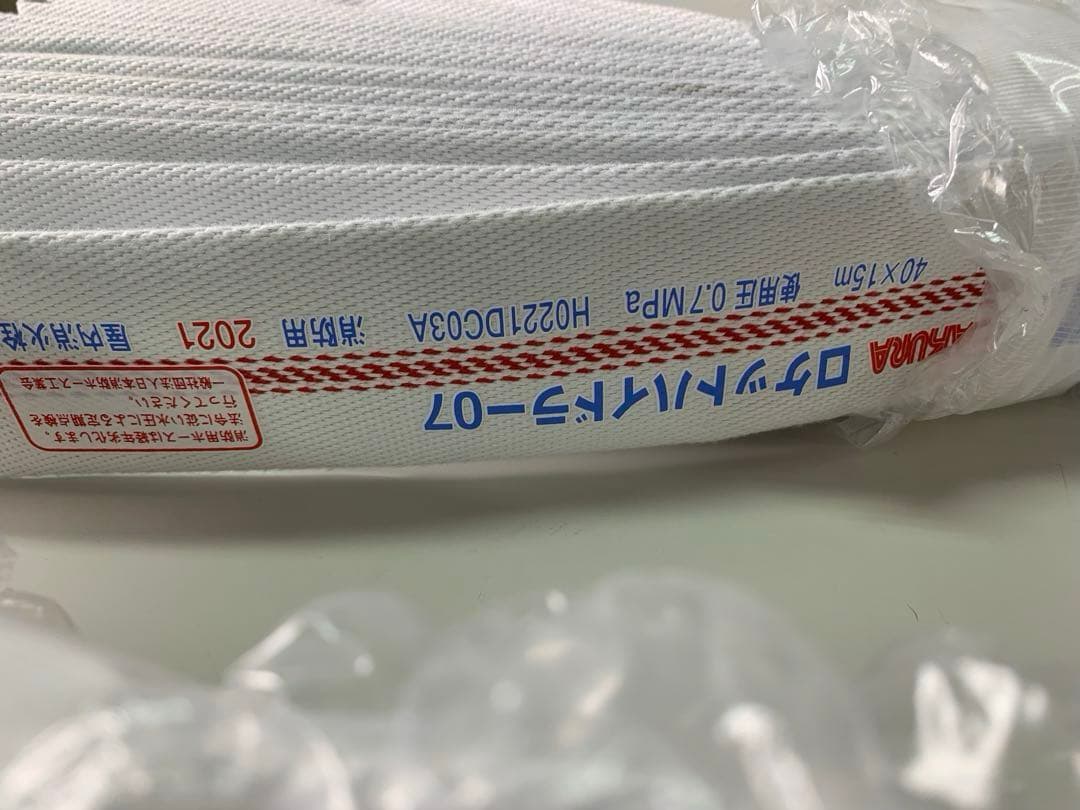 ロケットハイドラー07
40×15m 使用圧 0.7MPa H0221DC03A 消防用 2021 屋内消火栓
消防用ホースは経年劣化します。
法令に従い水圧による定期点検を
行ってください。
一般社団法人日本消防ホース工業会